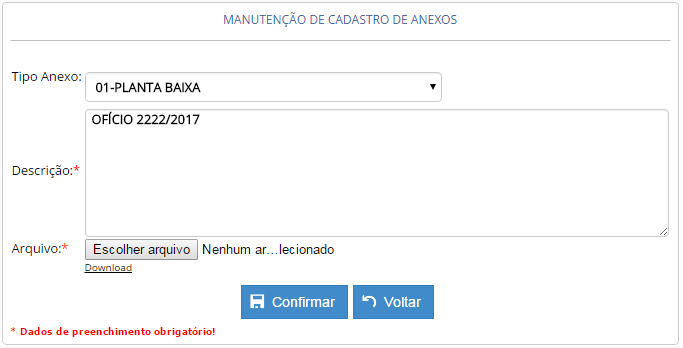 MANUTENÇÃO DE CADASTRO DE ANEXOS
Tipo Anexo: 01-PLANTA BAIXA
OFÍCIO 2222/2017
Descrição:*
Arquivo:* Escolher arquivo Nenhum ar...lecionado
Download
Confirmar Voltar
* Dados de preenchimento obrigatório!